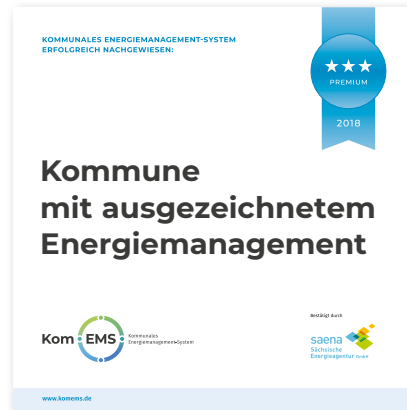 KOMMUNALES ENERGIEMANAGEMENT-SYSTEM
ERFOLGREICH NACHGEWIESEN:
PREMIUM
2018
Kommune
mit ausgezeichnetem
Energiemanagement
Kom EMS
Kommunales
Energiemanagement-System
Bestätigt durch
saena
Sächsische
Energieagentur GmbH
www.komems.de